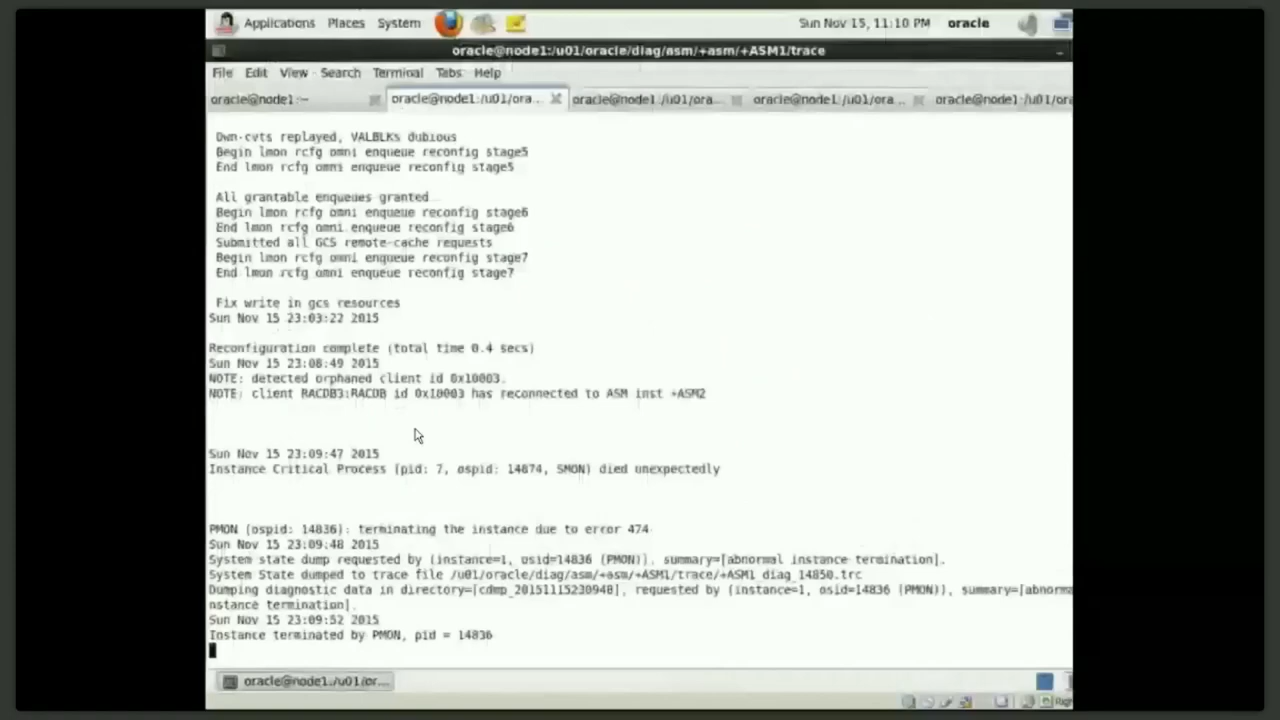 Applications Places System Sun Nov 15, 11:10 PM oracle
oracle@node1:/u01/oracle/diag/asm/+asm/+ASM1/trace
File Edit View Search Terminal Tabs Help
oracle@node1:~ oracle@node1:/u01/ora... oracle@node1:/u01/ora... oracle@node1:/u01/ora... oracle@node1:/u01/or
Own-cvts replayed, VALBLKs dubious
Begin lmon rcfg omni enqueue reconfig stage5
End lmon rcfg omni enqueue reconfig stage5
All grantable enqueues granted
Begin lmon rcfg omni enqueue reconfig stage6
End lmon rcfg omni enqueue reconfig stage6
Submitted all GCS remote-cache requests
Begin lmon rcfg omni enqueue reconfig stage7
End lmon rcfg omni enqueue reconfig stage7
Fix write in gcs resources
Sun Nov 15 23:03:22 2015
Reconfiguration complete (total time 0.4 secs)
Sun Nov 15 23:08:49 2015
NOTE: detected orphaned client id 0x10003.
NOTE: client RACDB3:RACDB id 0x10003 has reconnected to ASM inst +ASM2
Sun Nov 15 23:09:47 2015
Instance Critical Process (pid: 7, ospid: 14874, SMON) died unexpectedly
PMON (ospid: 14836): terminating the instance due to error 474
Sun Nov 15 23:09:48 2015
System state dump requested by (instance=1, osid=14836 (PMON)), summary=[abnormal instance termination].
System State dumped to trace file /u01/oracle/diag/asm/+asm/+ASM1/trace/+ASM1_diag_14850.trc
Dumping diagnostic data in directory=[cdmp_20151115230948], requested by (instance=1, osid=14836 (PMON)), summary=[abnorma
nstance termination].
Sun Nov 15 23:09:52 2015
Instance terminated by PMON, pid = 14836
oracle@node1:/u01/or...